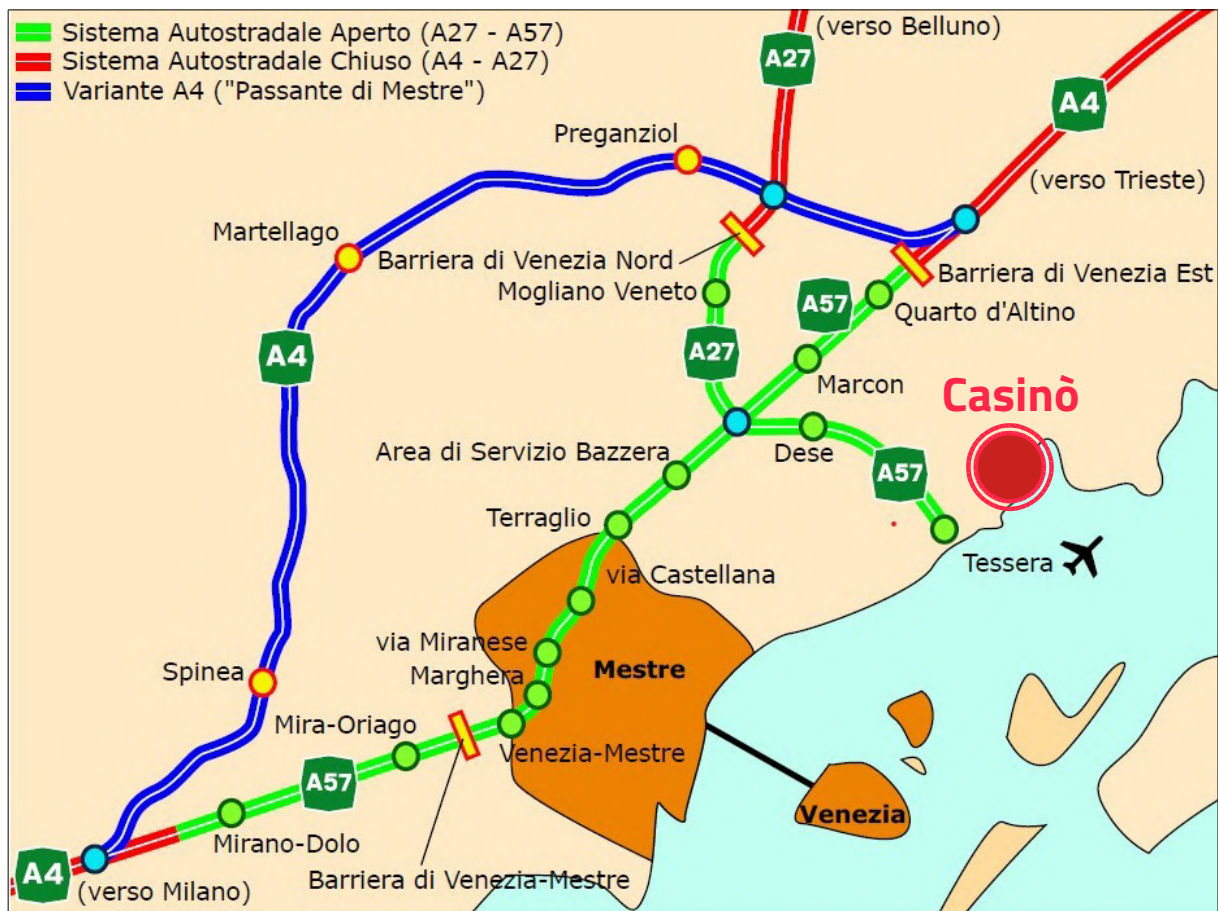 Sistema Autostradale Aperto (A27 - A57)
Sistema Autostradale Chiuso (A4 - A27)
Variante A4 ("Passante di Mestre")
(verso Belluno)
A27
A4
Preganziol
(verso Trieste)
Martellago
Barriera di Venezia Nord
Barriera di Venezia Est
Mogliano Veneto
A57
Quarto d'Altino
A4
A27
Marcon
Casinò
Area di Servizio Bazzera
Dese
A57
Terraglio
Tessera
via Castellana
via Miranese
Spinea
Marghera
Mestre
Mira-Oriago
Venezia-Mestre
A57
Venezia
Mirano-Dolo
A4
(verso Milano)
Barriera di Venezia-Mestre